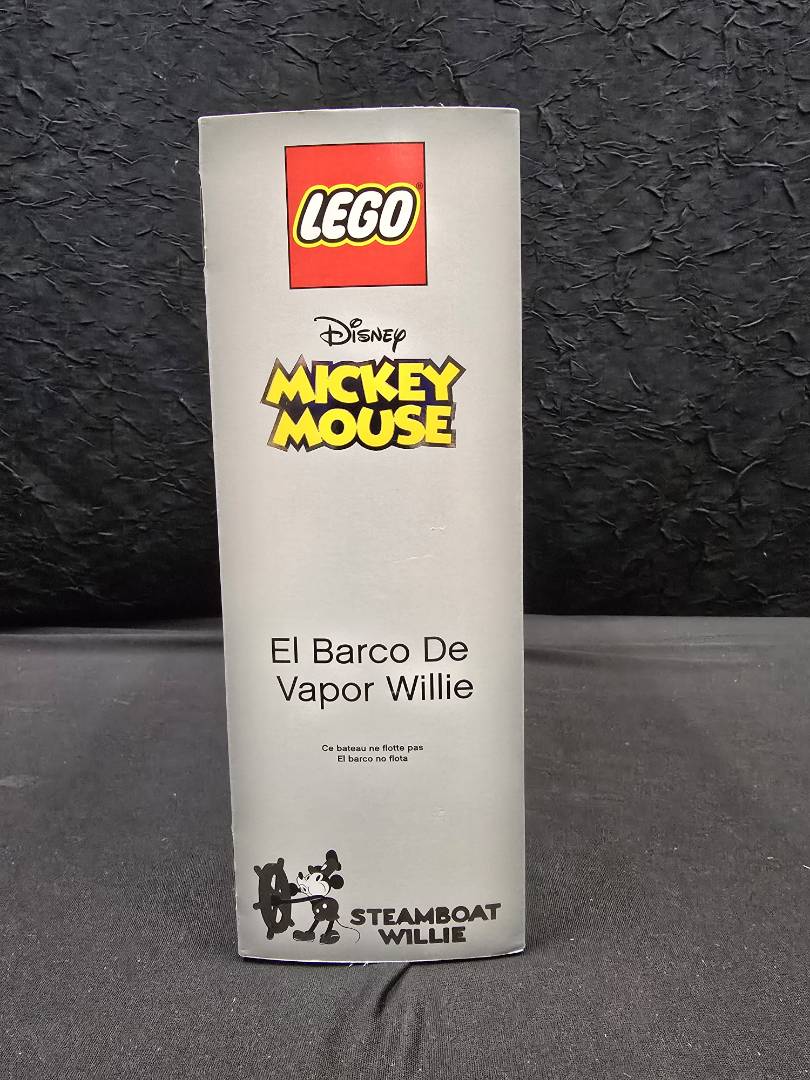 LEGO®
Disney
MICKEY
MOUSE
El Barco De
Vapor Willie
Ce bateau ne flotte pas
El barco no flota
STEAMBOAT
WILLIE